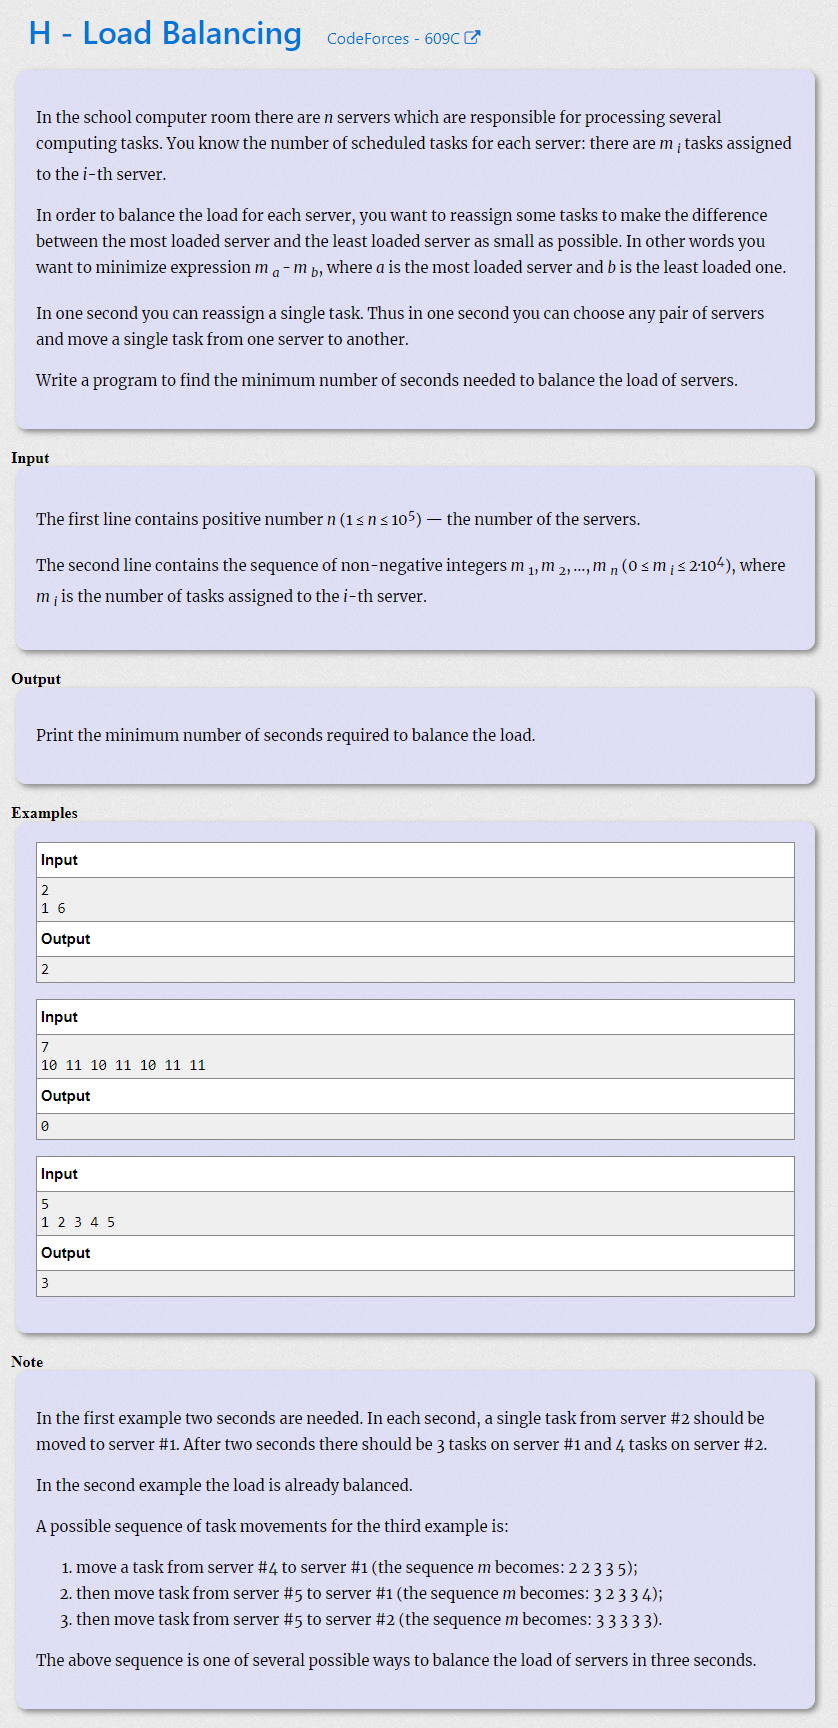 H - Load Balancing CodeForces - 609C
In the school computer room there are n servers which are responsible for processing several
computing tasks. You know the number of scheduled tasks for each server: there are m i tasks assigned
to the i-th server.
In order to balance the load for each server, you want to reassign some tasks to make the difference
between the most loaded server and the least loaded server as small as possible. In other words you
want to minimize expression m a - m b, where a is the most loaded server and b is the least loaded one.
In one second you can reassign a single task. Thus in one second you can choose any pair of servers
and move a single task from one server to another.
Write a program to find the minimum number of seconds needed to balance the load of servers.
Input
The first line contains positive number n (1 ≤ n ≤ 10^5) — the number of the servers.
The second line contains the sequence of non-negative integers m 1, m 2, ..., m n (0 ≤ m i ≤ 2·10^4), where
m i is the number of tasks assigned to the i-th server.
Output
Print the minimum number of seconds required to balance the load.
Examples
Input
2
1 6
Output
2
Input
7
10 11 10 11 10 11 11
Output
0
Input
5
1 2 3 4 5
Output
3
Note
In the first example two seconds are needed. In each second, a single task from server #2 should be
moved to server #1. After two seconds there should be 3 tasks on server #1 and 4 tasks on server #2.
In the second example the load is already balanced.
A possible sequence of task movements for the third example is:
1. move a task from server #4 to server #1 (the sequence m becomes: 2 2 3 3 5);
2. then move task from server #5 to server #1 (the sequence m becomes: 3 2 3 3 4);
3. then move task from server #5 to server #2 (the sequence m becomes: 3 3 3 3 3).
The above sequence is one of several possible ways to balance the load of servers in three seconds.